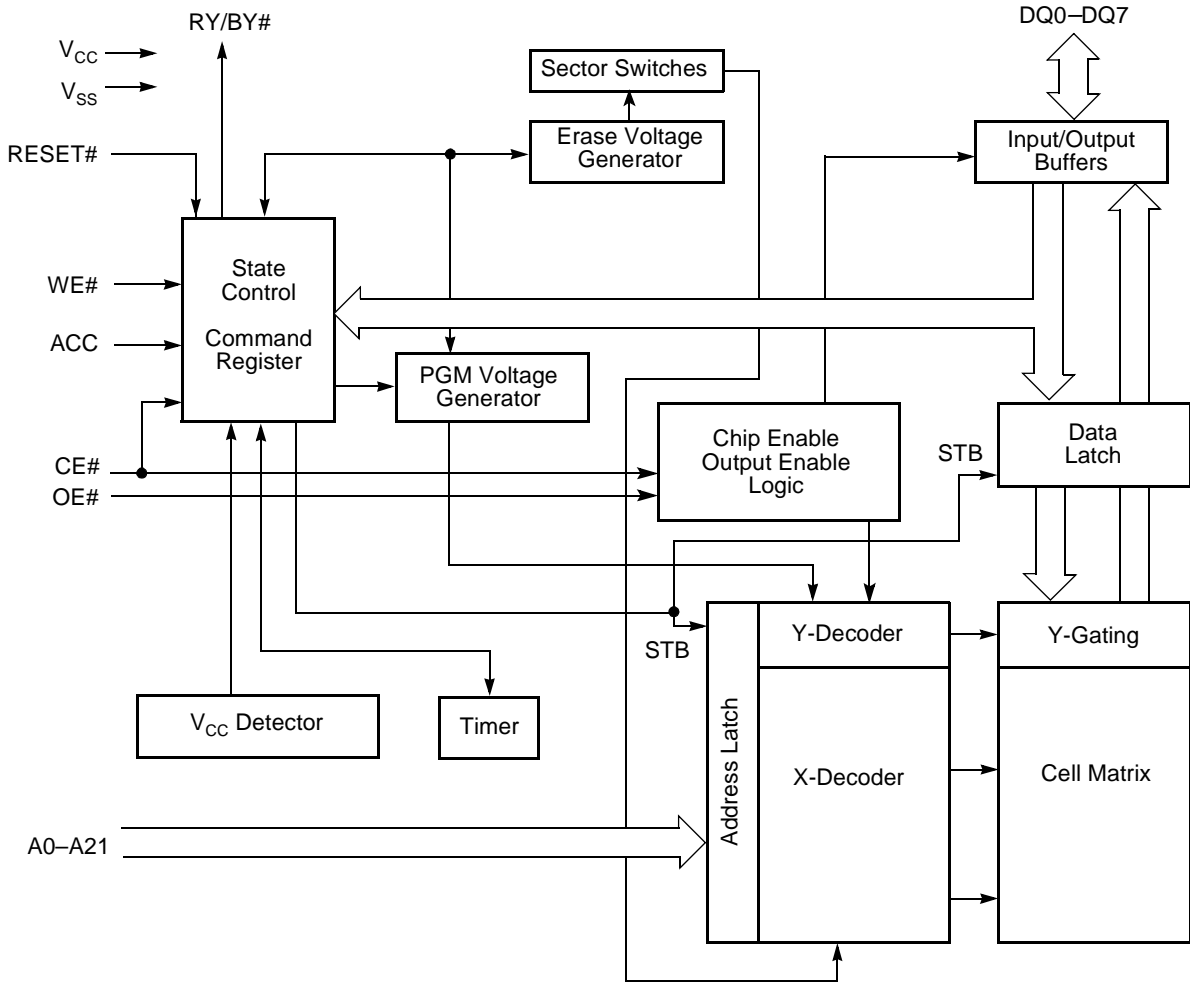 RY/BY#
DQ0–DQ7
VCC
VSS
Sector Switches
RESET#
Erase Voltage
Generator
Input/Output
Buffers
State
Control
Command
Register
WE#
ACC
PGM Voltage
Generator
CE#
OE#
Chip Enable
Output Enable
Logic
STB
Data
Latch
STB
Y-Decoder
Y-Gating
VCC Detector
Timer
Address Latch
X-Decoder
Cell Matrix
A0–A21